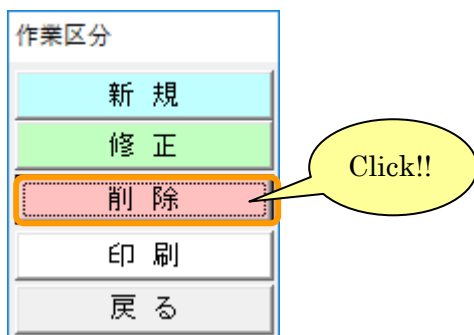 作業区分
新 規
修 正
削 除
Click!!
印 刷
戻 る